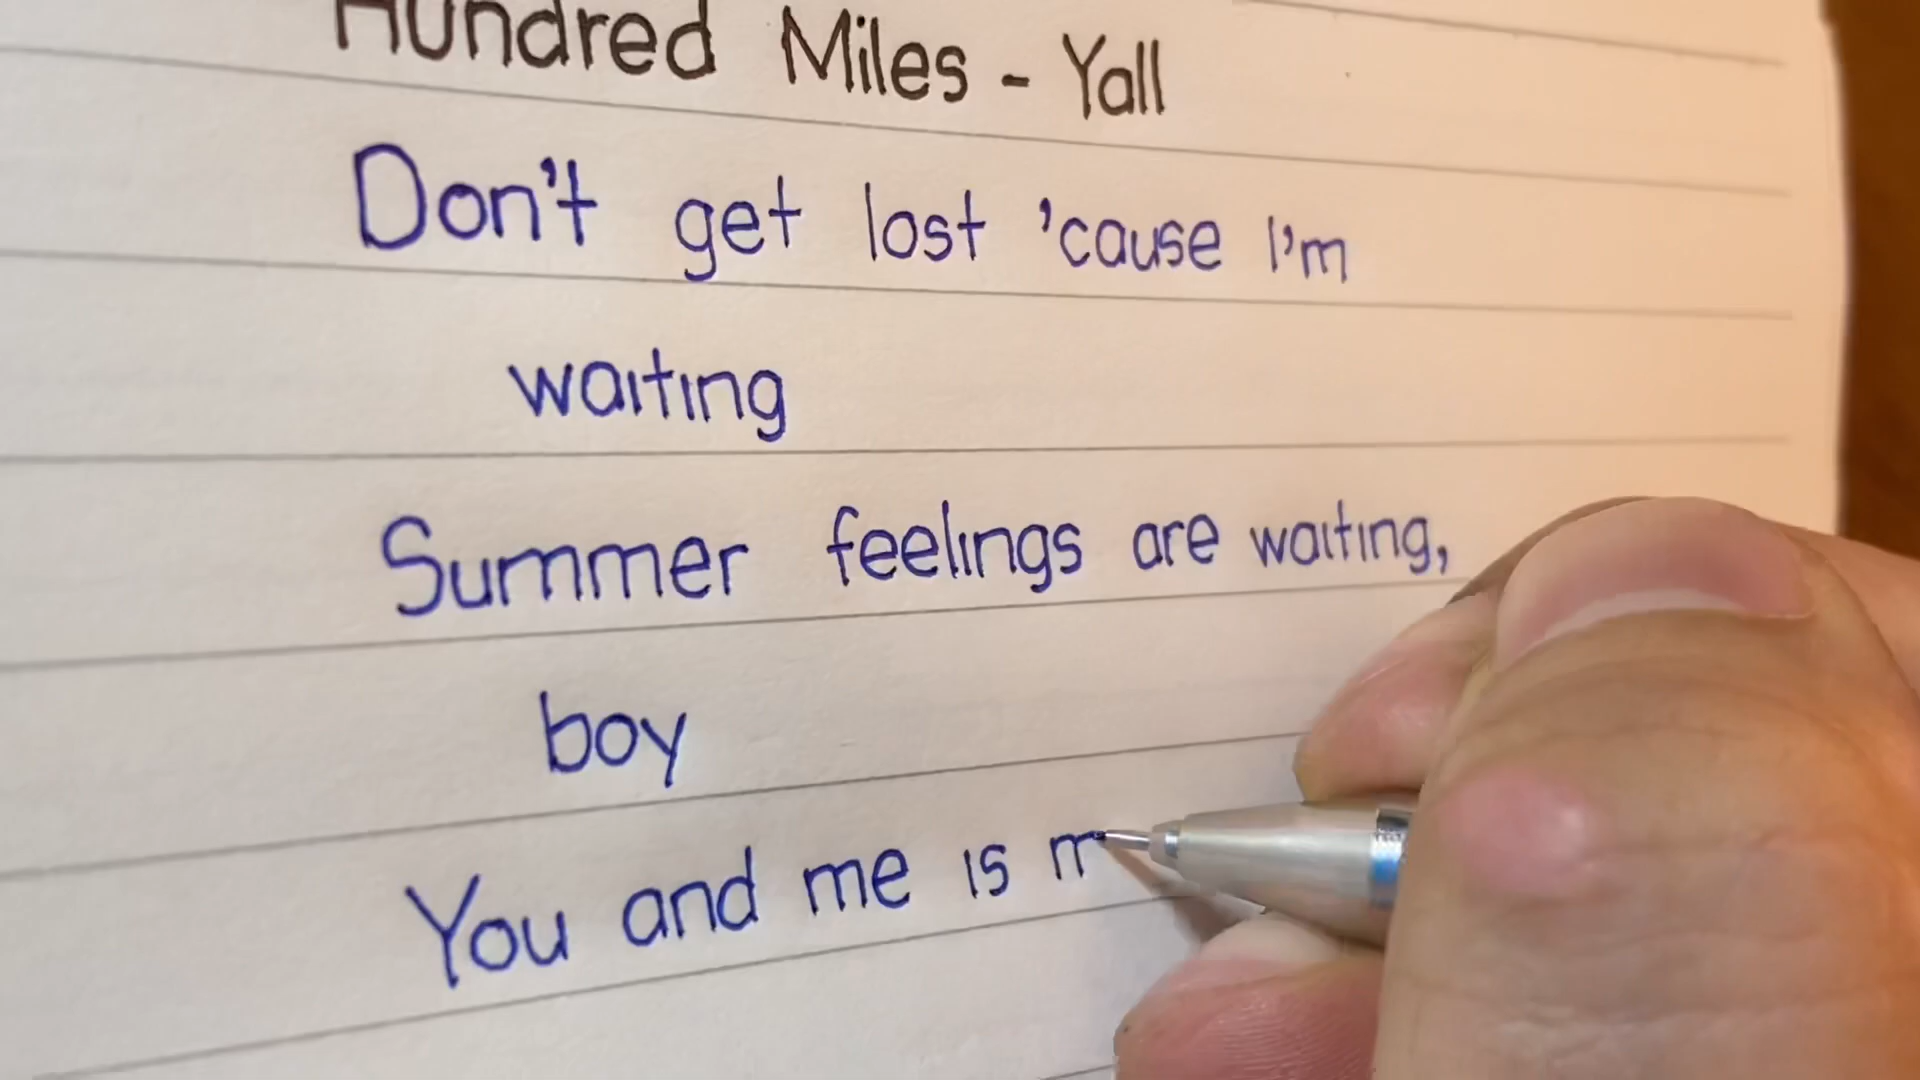 Hundred Miles - Yall
Don't get lost 'cause I'm
waiting
Summer feelings are waiting,
boy
You and me is m